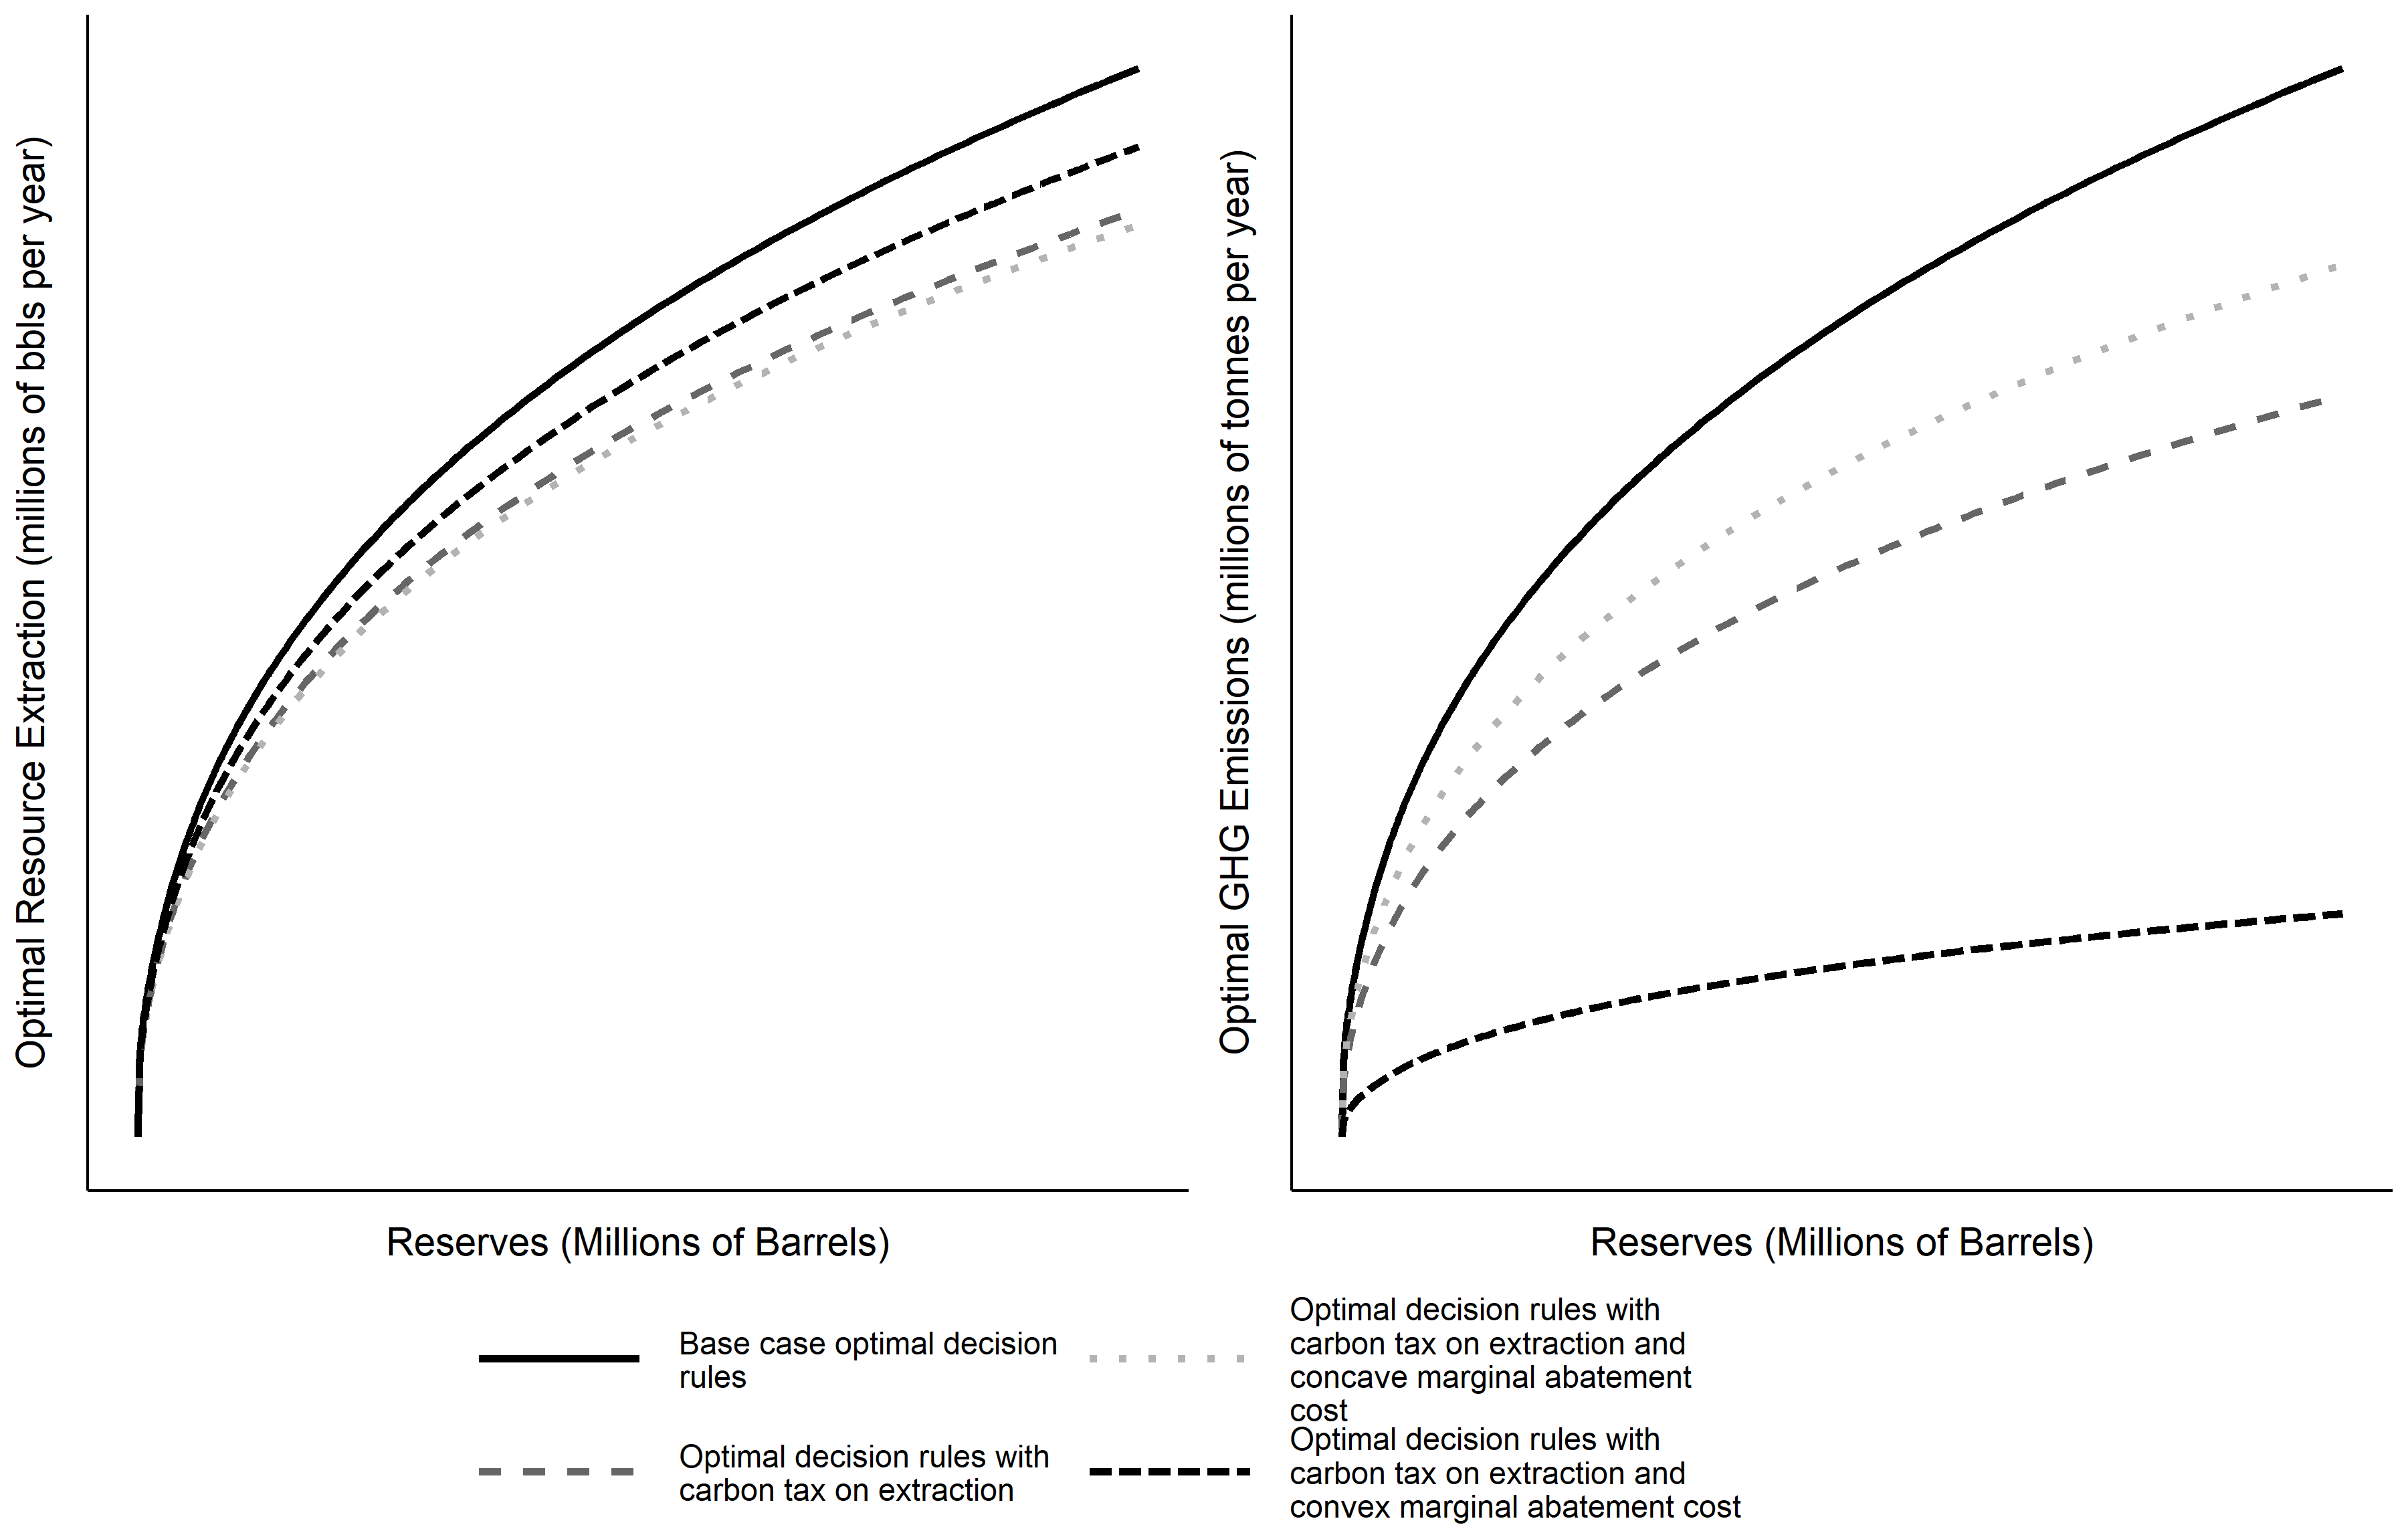 Optimal Resource Extraction (millions of bbls per year)
Reserves (Millions of Barrels)
Optimal GHG Emissions (millions of tonnes per year)
Reserves (Millions of Barrels)
Base case optimal decision
rules
Optimal decision rules with
carbon tax on extraction
Optimal decision rules with
carbon tax on extraction and
concave marginal abatement
cost
Optimal decision rules with
carbon tax on extraction and
convex marginal abatement cost